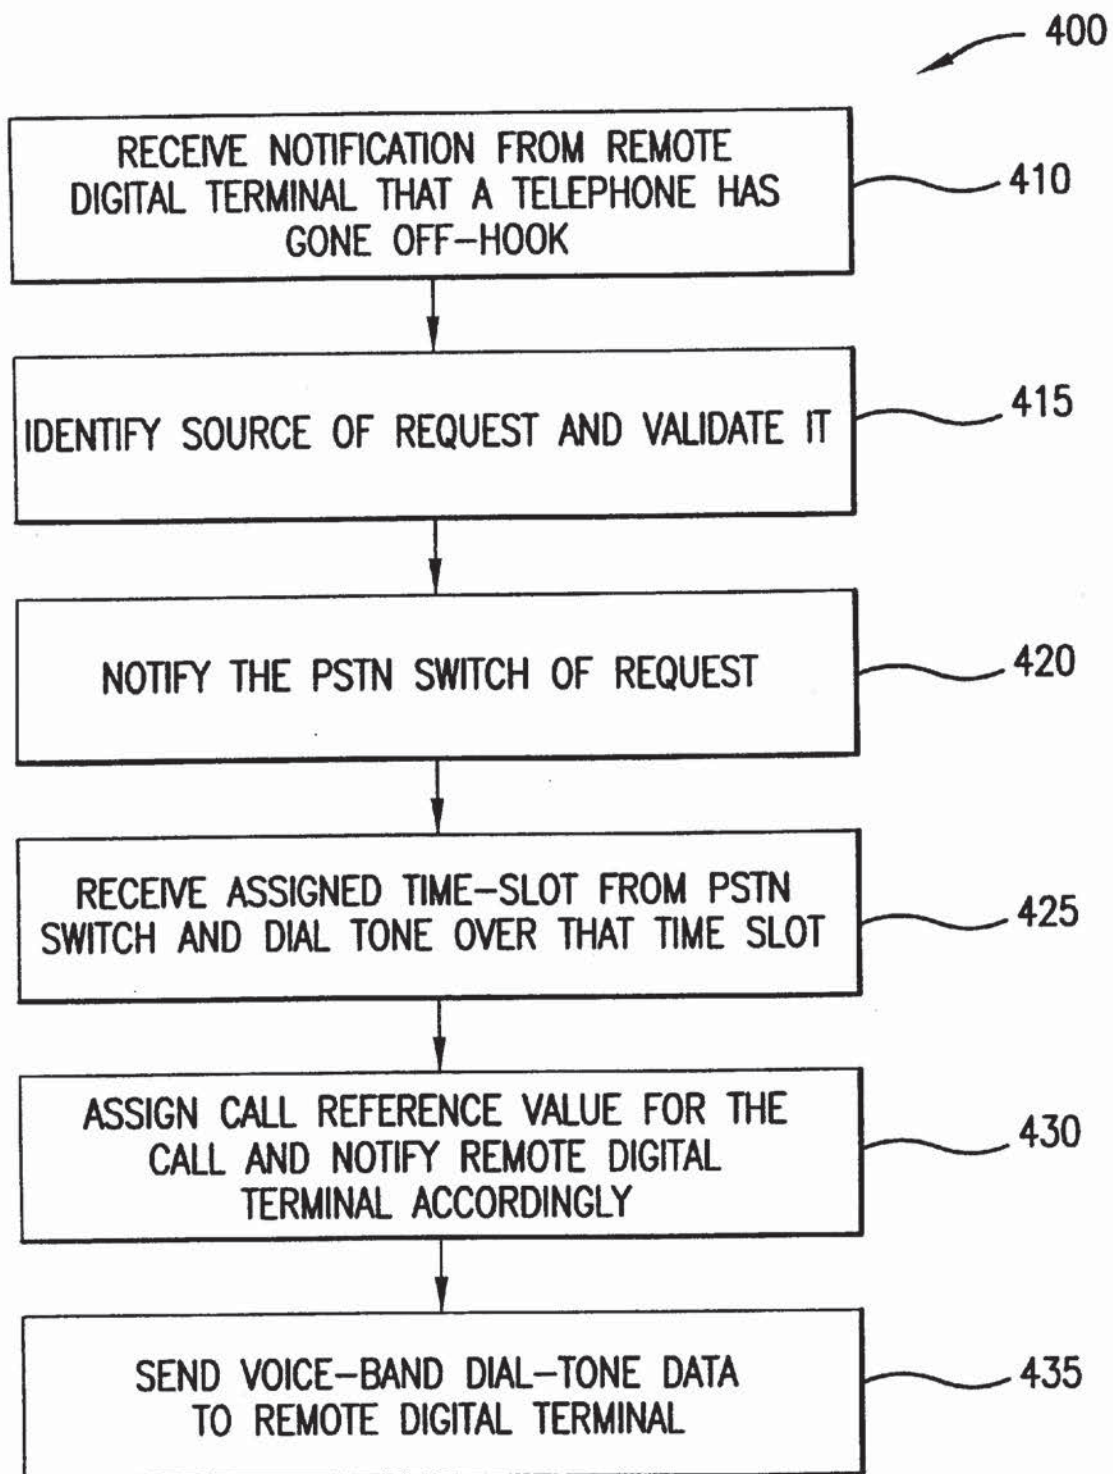 400
RECEIVE NOTIFICATION FROM REMOTE
DIGITAL TERMINAL THAT A TELEPHONE HAS
GONE OFF-HOOK
410
IDENTIFY SOURCE OF REQUEST AND VALIDATE IT
415
NOTIFY THE PSTN SWITCH OF REQUEST
420
RECEIVE ASSIGNED TIME-SLOT FROM PSTN
SWITCH AND DIAL TONE OVER THAT TIME SLOT
425
ASSIGN CALL REFERENCE VALUE FOR THE
CALL AND NOTIFY REMOTE DIGITAL
TERMINAL ACCORDINGLY
430
SEND VOICE-BAND DIAL-TONE DATA
TO REMOTE DIGITAL TERMINAL
435